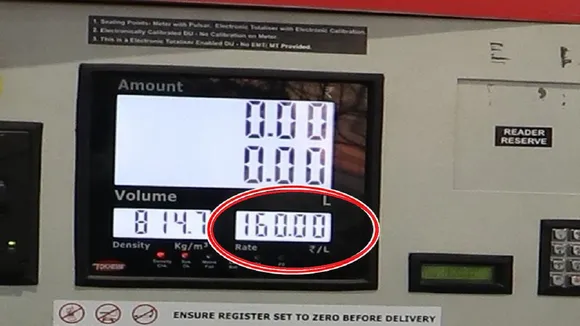 1. Sealing Points: Meter with Pulsar, Electronic Totaliser with Electronic Calibration.
2. Electronically Calibrated DU - No Calibration on Meter.
3. This is a Electronic Totaliser Enabled DU - No EMT/ MT Provided.
Amount
0.00
0.00
Volume L
814.7 160.00
Density Kg/m³ Rate ₹/L
READER
RESERVE
ENSURE REGISTER SET TO ZERO BEFORE DELIVERY